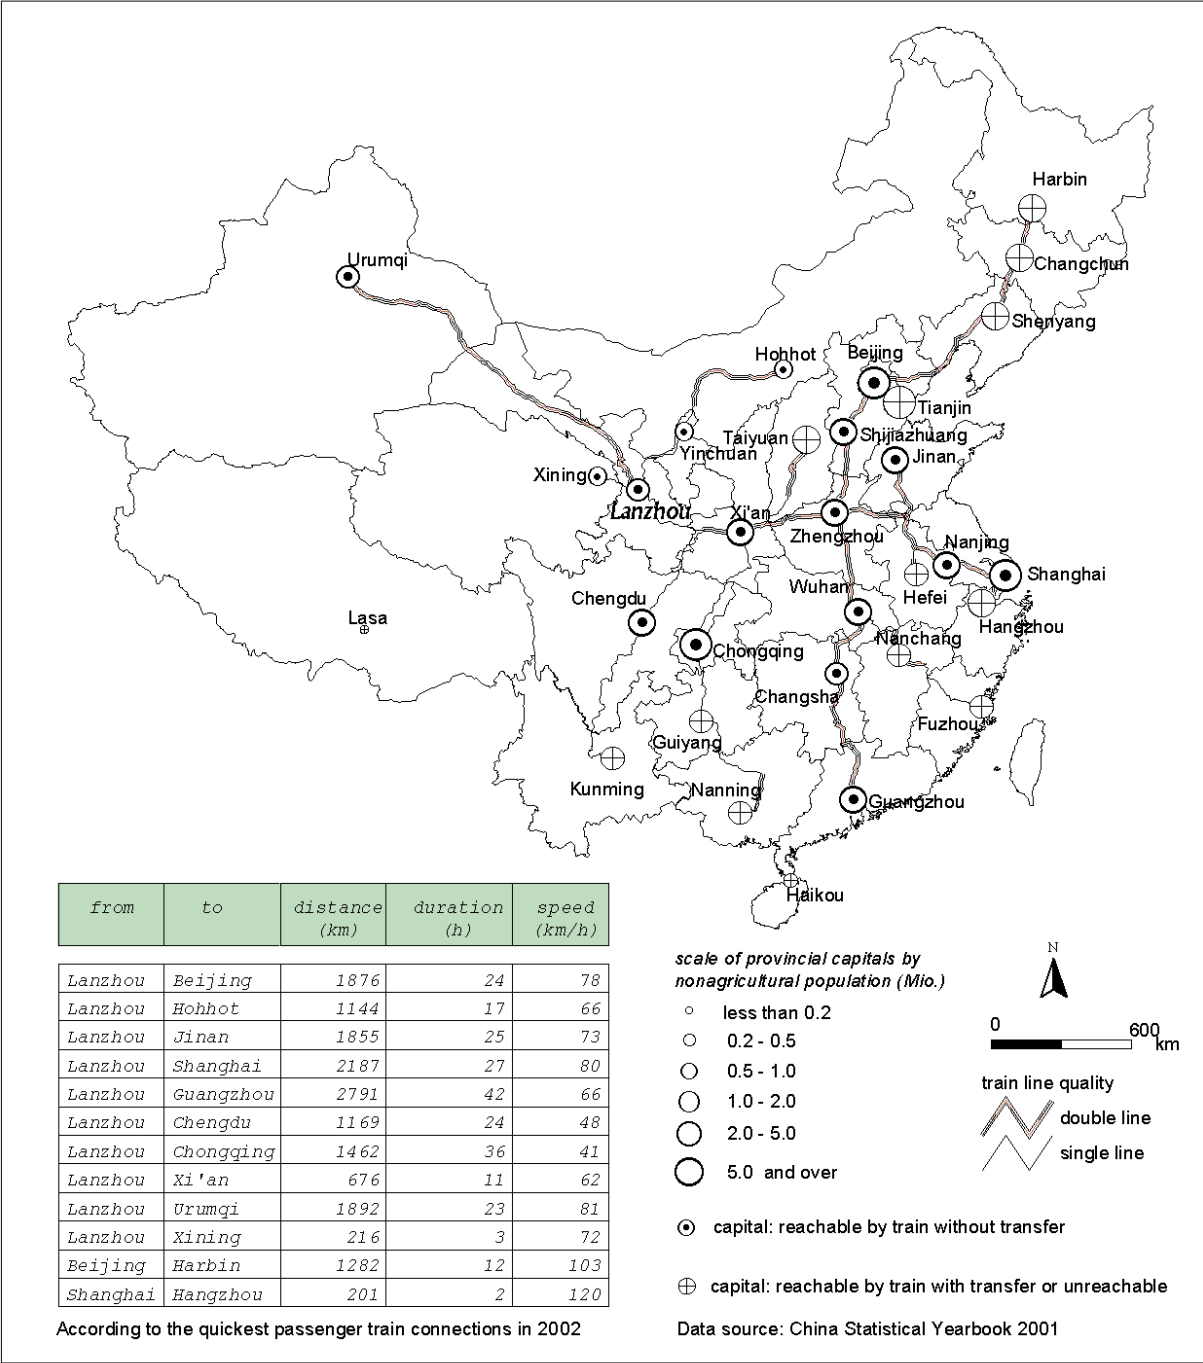 Harbin
Changchun
Urumqi
Shenyang
Hohhot
Beijing
Tianjin
Shijiazhuang
Taiyuan
Yinchuan
Jinan
Xining
Lanzhou
Xi'an
Zhengzhou
Nanjing
Shanghai
Wuhan
Hefei
Chengdu
Hangzhou
Lasa
Nanchang
Chongqing
Changsha
Fuzhou
Guiyang
Kunming
Nanning
Guangzhou
Haikou
from to distance (km) duration (h) speed (km/h)
Lanzhou Beijing 1876 24 78
Lanzhou Hohhot 1144 17 66
Lanzhou Jinan 1855 25 73
Lanzhou Shanghai 2187 27 80
Lanzhou Guangzhou 2791 42 66
Lanzhou Chengdu 1169 24 48
Lanzhou Chongqing 1462 36 41
Lanzhou Xi'an 676 11 62
Lanzhou Urumqi 1892 23 81
Lanzhou Xining 216 3 72
Beijing Harbin 1282 12 103
Shanghai Hangzhou 201 2 120
According to the quickest passenger train connections in 2002
scale of provincial capitals by
nonagricultural population (Mio.)
less than 0.2
0.2 - 0.5
0.5 - 1.0
1.0 - 2.0
2.0 - 5.0
5.0 and over
capital: reachable by train without transfer
capital: reachable by train with transfer or unreachable
N
0 600 km
train line quality
double line
single line
Data source: China Statistical Yearbook 2001